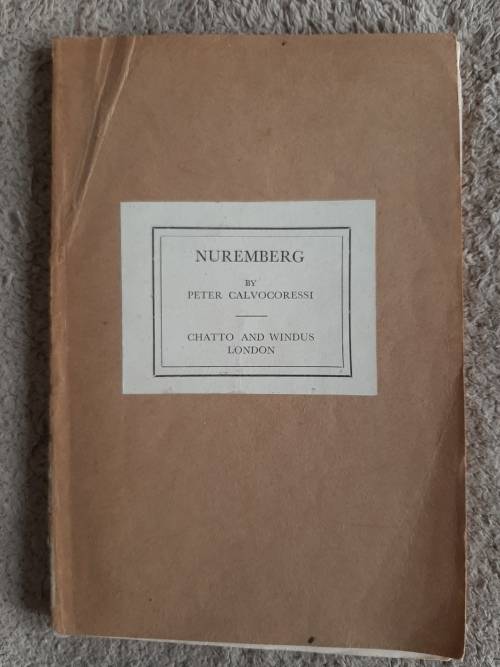 NUREMBERG
BY
PETER CALVOCORESSI
CHATTO AND WINDUS
LONDON